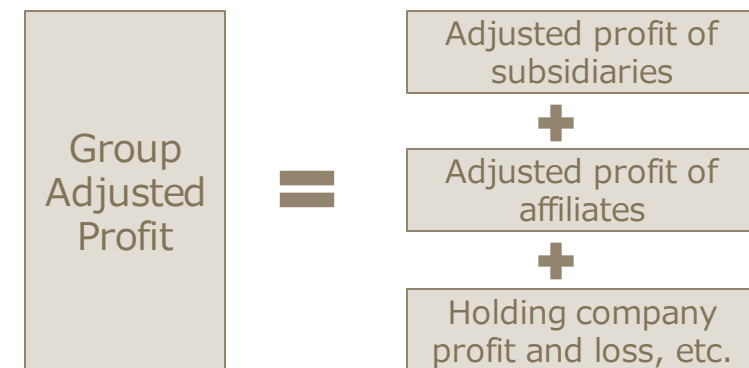 Group
Adjusted
Profit
=
Adjusted profit of
subsidiaries
+
Adjusted profit of
affiliates
+
Holding company
profit and loss, etc.